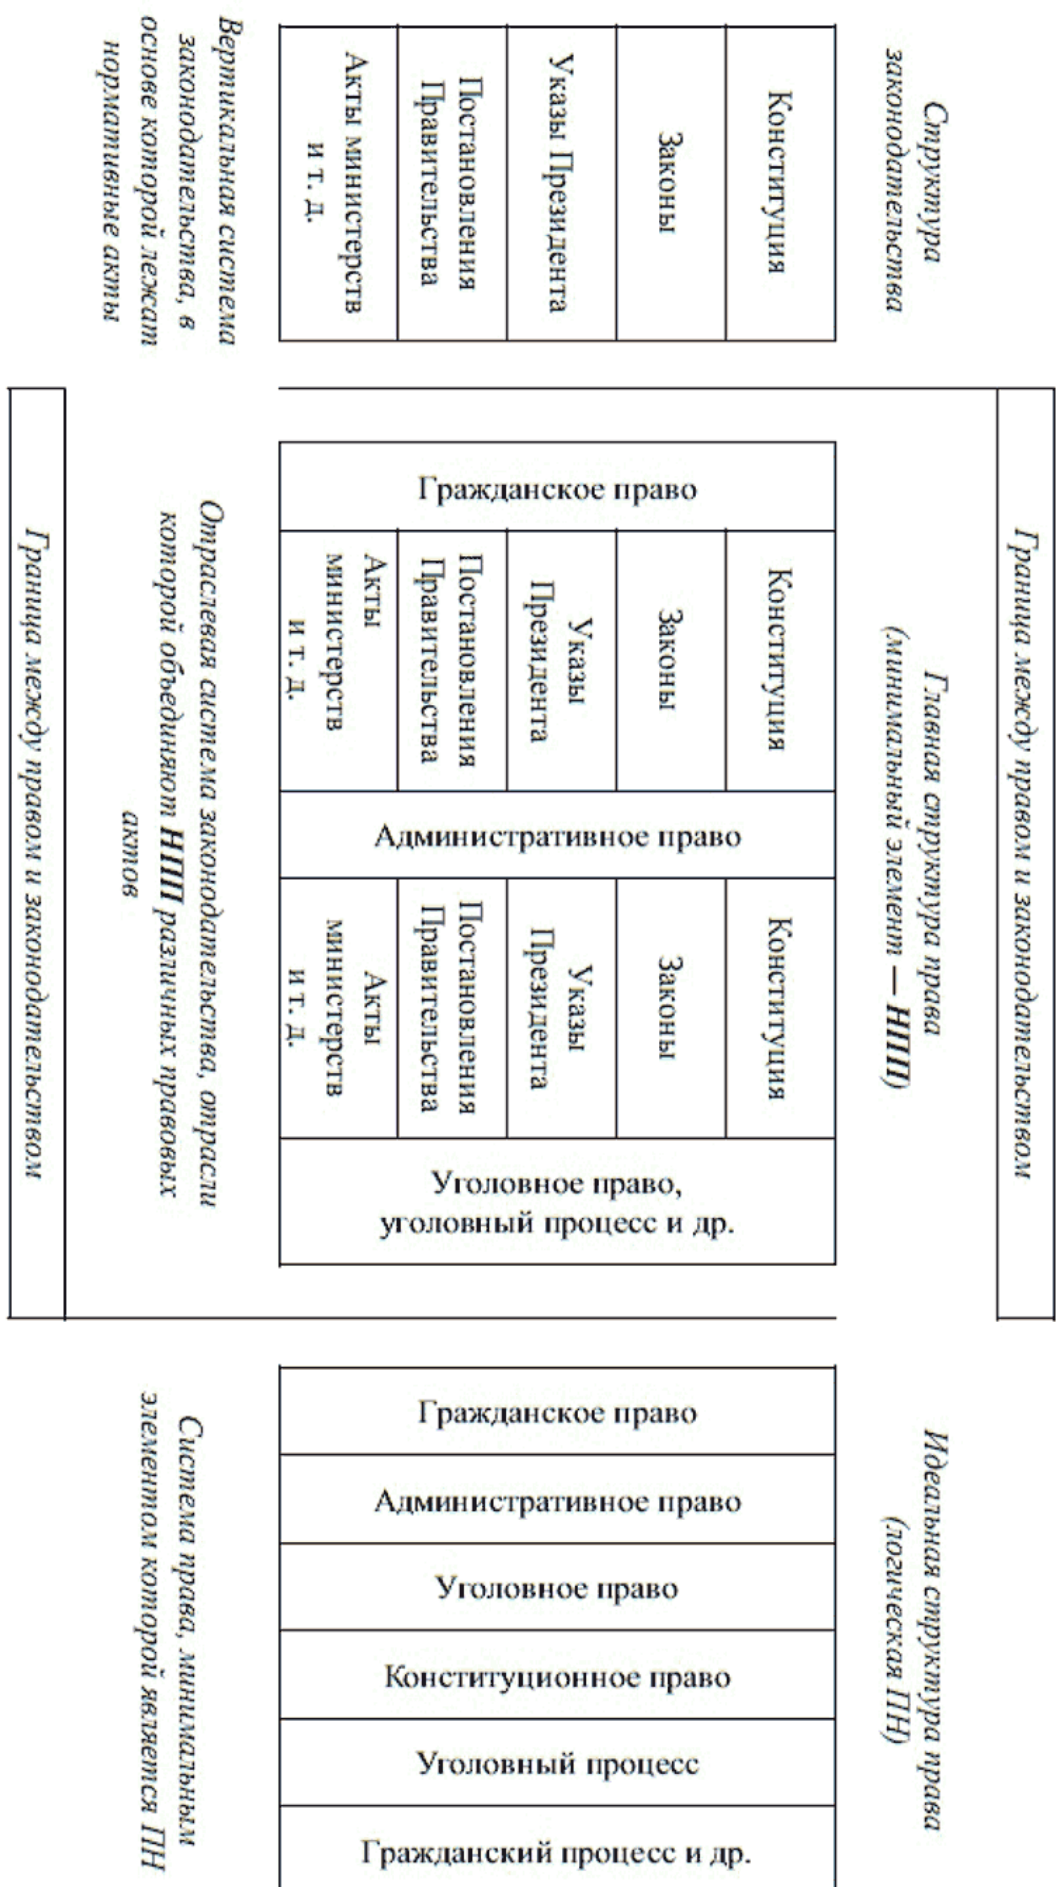 Структура
законодательства
Конституция
Законы
Указы Президента
Постановления
Правительства
Акты министерств
и т. д.
Вертикальная система
законодательства, в
основе которой лежат
нормативные акты
Граница между правом и законодательством
Главная структура права
(минимальный элемент — НПП)
Гражданское право
Конституция
Законы
Указы
Президента
Постановления
Правительства
Акты
министерств
и т. д.
Административное право
Конституция
Законы
Указы
Президента
Постановления
Правительства
Акты
министерств
и т. д.
Уголовное право,
уголовный процесс и др.
Отраслевая система законодательства, отрасли
которой объединяют НПП различных правовых
актов
Граница между правом и законодательством
Идеальная структура права
(логическая ПН)
Гражданское право
Административное право
Уголовное право
Конституционное право
Уголовный процесс
Гражданский процесс и др.
Система права, минимальным
элементом которой является ПН